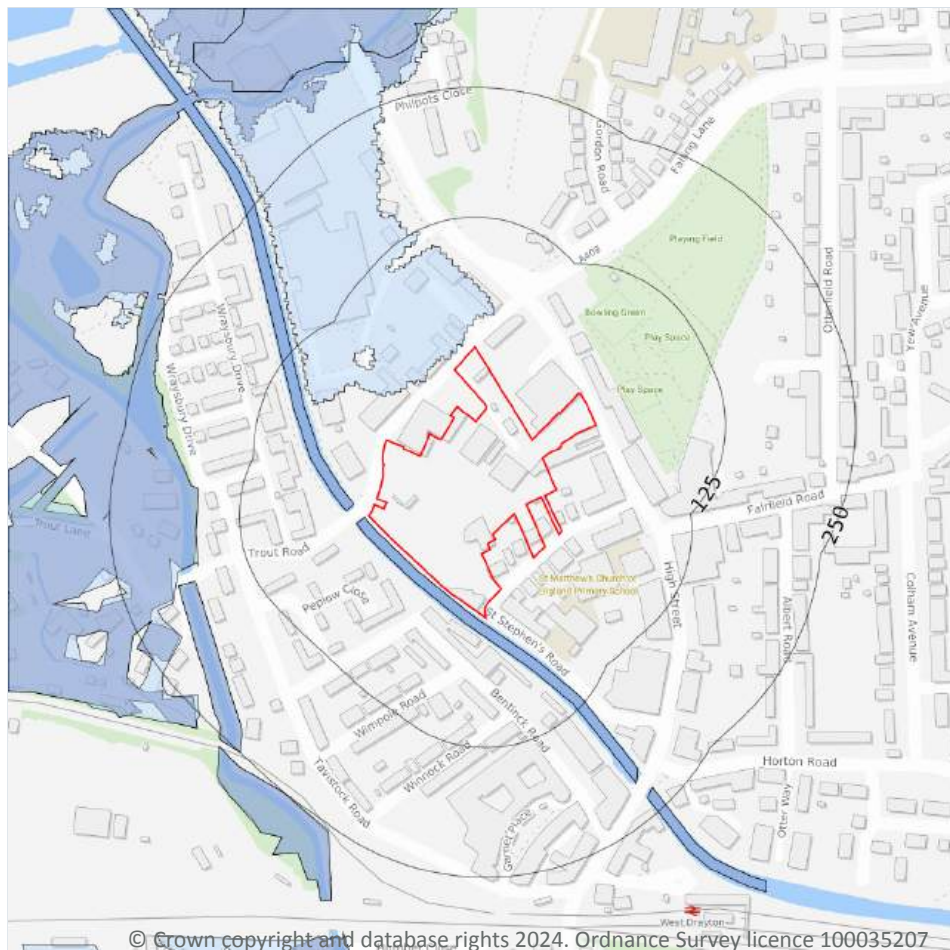 Philpots Close
Gordon Road
Falling Lane
Playing Field
Otterfield Road
Bowling Green
Yew Avenue
Play Space
Wraysbury Drive
Wraysbury Drive
Play Space
125
Fairfield Road
250
Trout Lane
Trout Road
St Matthew's Church of
England Primary School
High Street
Peplow Close
Albert Road
Colham Avenue
St Stephen's Road
Bentinck Road
Wimpole Road
Winnock Road
Tavistock Road
Horton Road
Otter Way
Garnet Place
West Drayton
© Crown copyright and database rights 2024. Ordnance Survey licence 100035207